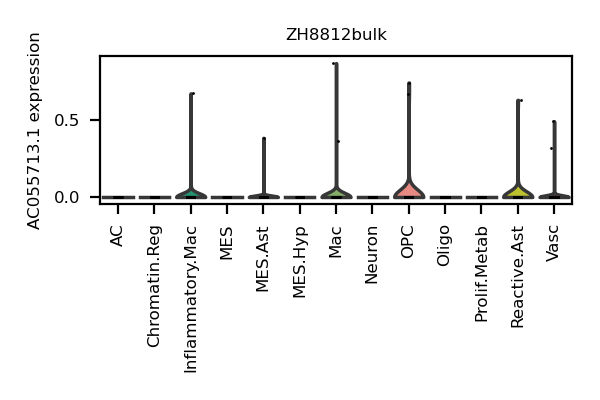 ZH8812bulk
AC055713.1 expression
0.5
0.0
AC
Chromatin.Reg
Inflammatory.Mac
MES
MES.Ast
MES.Hyp
Mac
Neuron
OPC
Oligo
Prolif.Metab
Reactive.Ast
Vasc